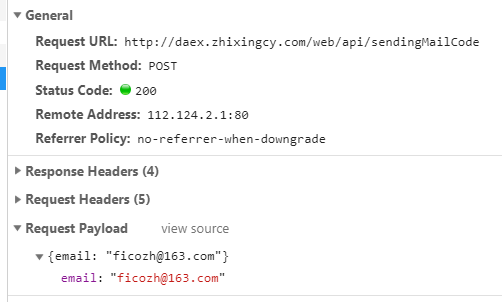 General
Request URL: http://daex.zhixingcy.com/web/api/sendingMailCode
Request Method: POST
Status Code: 200
Remote Address: 112.124.2.1:80
Referrer Policy: no-referrer-when-downgrade
Response Headers (4)
Request Headers (5)
Request Payload view source
{email: "ficozh@163.com"}
email: "ficozh@163.com"